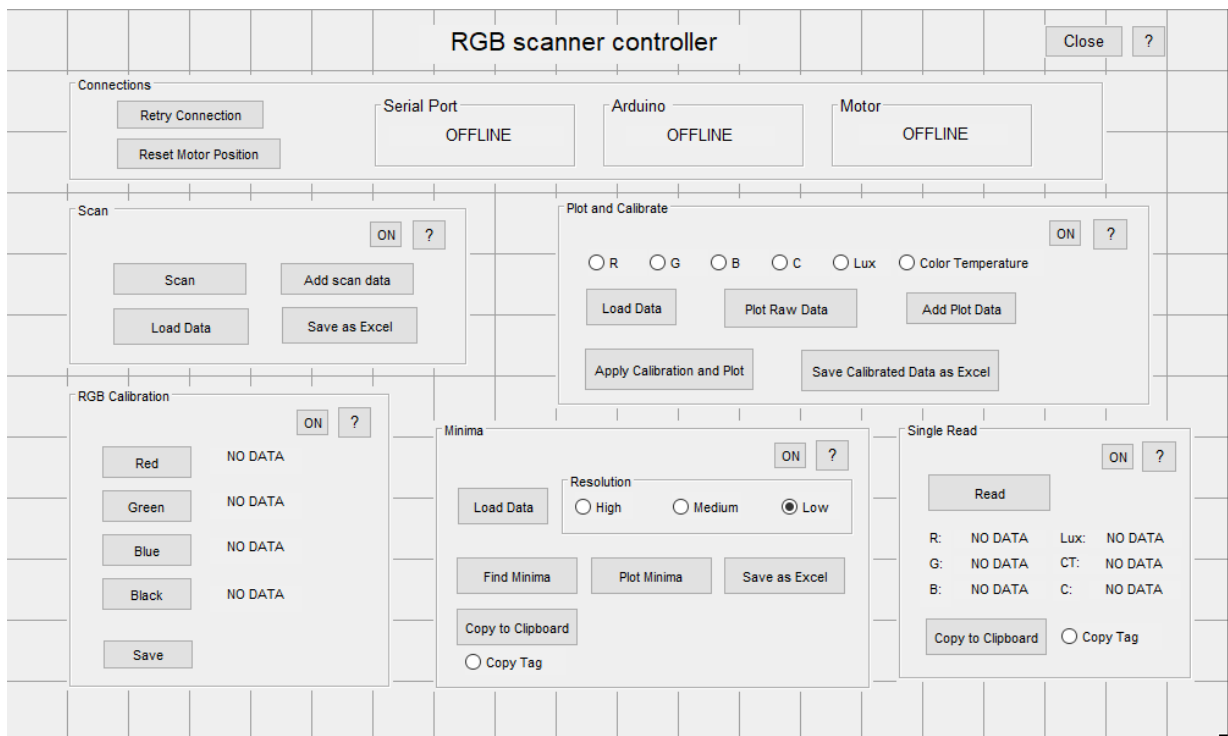 RGB scanner controller
Close ?
Connections
Retry Connection
Reset Motor Position
Serial Port
OFFLINE
Arduino
OFFLINE
Motor
OFFLINE
Scan
ON ?
Scan Add scan data
Load Data Save as Excel
Plot and Calibrate
ON ?
R G B C Lux Color Temperature
Load Data Plot Raw Data Add Plot Data
Apply Calibration and Plot Save Calibrated Data as Excel
RGB Calibration
ON ?
Red NO DATA
Green NO DATA
Blue NO DATA
Black NO DATA
Save
Minima
ON ?
Load Data
Resolution
High Medium Low
Find Minima Plot Minima Save as Excel
Copy to Clipboard
Copy Tag
Single Read
ON ?
Read
R: NO DATA Lux: NO DATA
G: NO DATA CT: NO DATA
B: NO DATA C: NO DATA
Copy to Clipboard Copy Tag